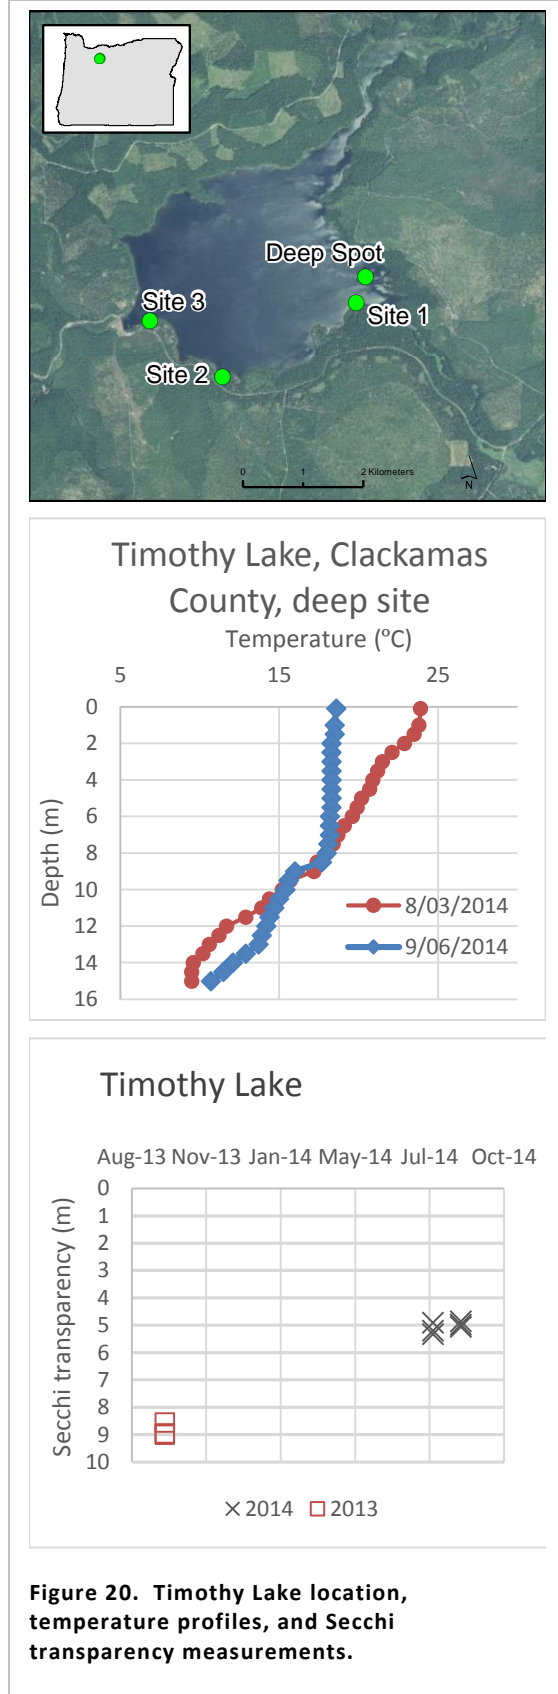 Deep Spot
Site 3
Site 1
Site 2
0 1 2 Kilometers
N
Timothy Lake, Clackamas
County, deep site
Temperature (°C)
5 15 25
0
2
4
6
8
10
12
14
16
Depth (m)
8/03/2014
9/06/2014
Timothy Lake
Aug-13 Nov-13 Jan-14 May-14 Jul-14 Oct-14
0
1
2
3
4
5
6
7
8
9
10
Secchi transparency (m)
2014 2013
Figure 20. Timothy Lake location,
temperature profiles, and Secchi
transparency measurements.